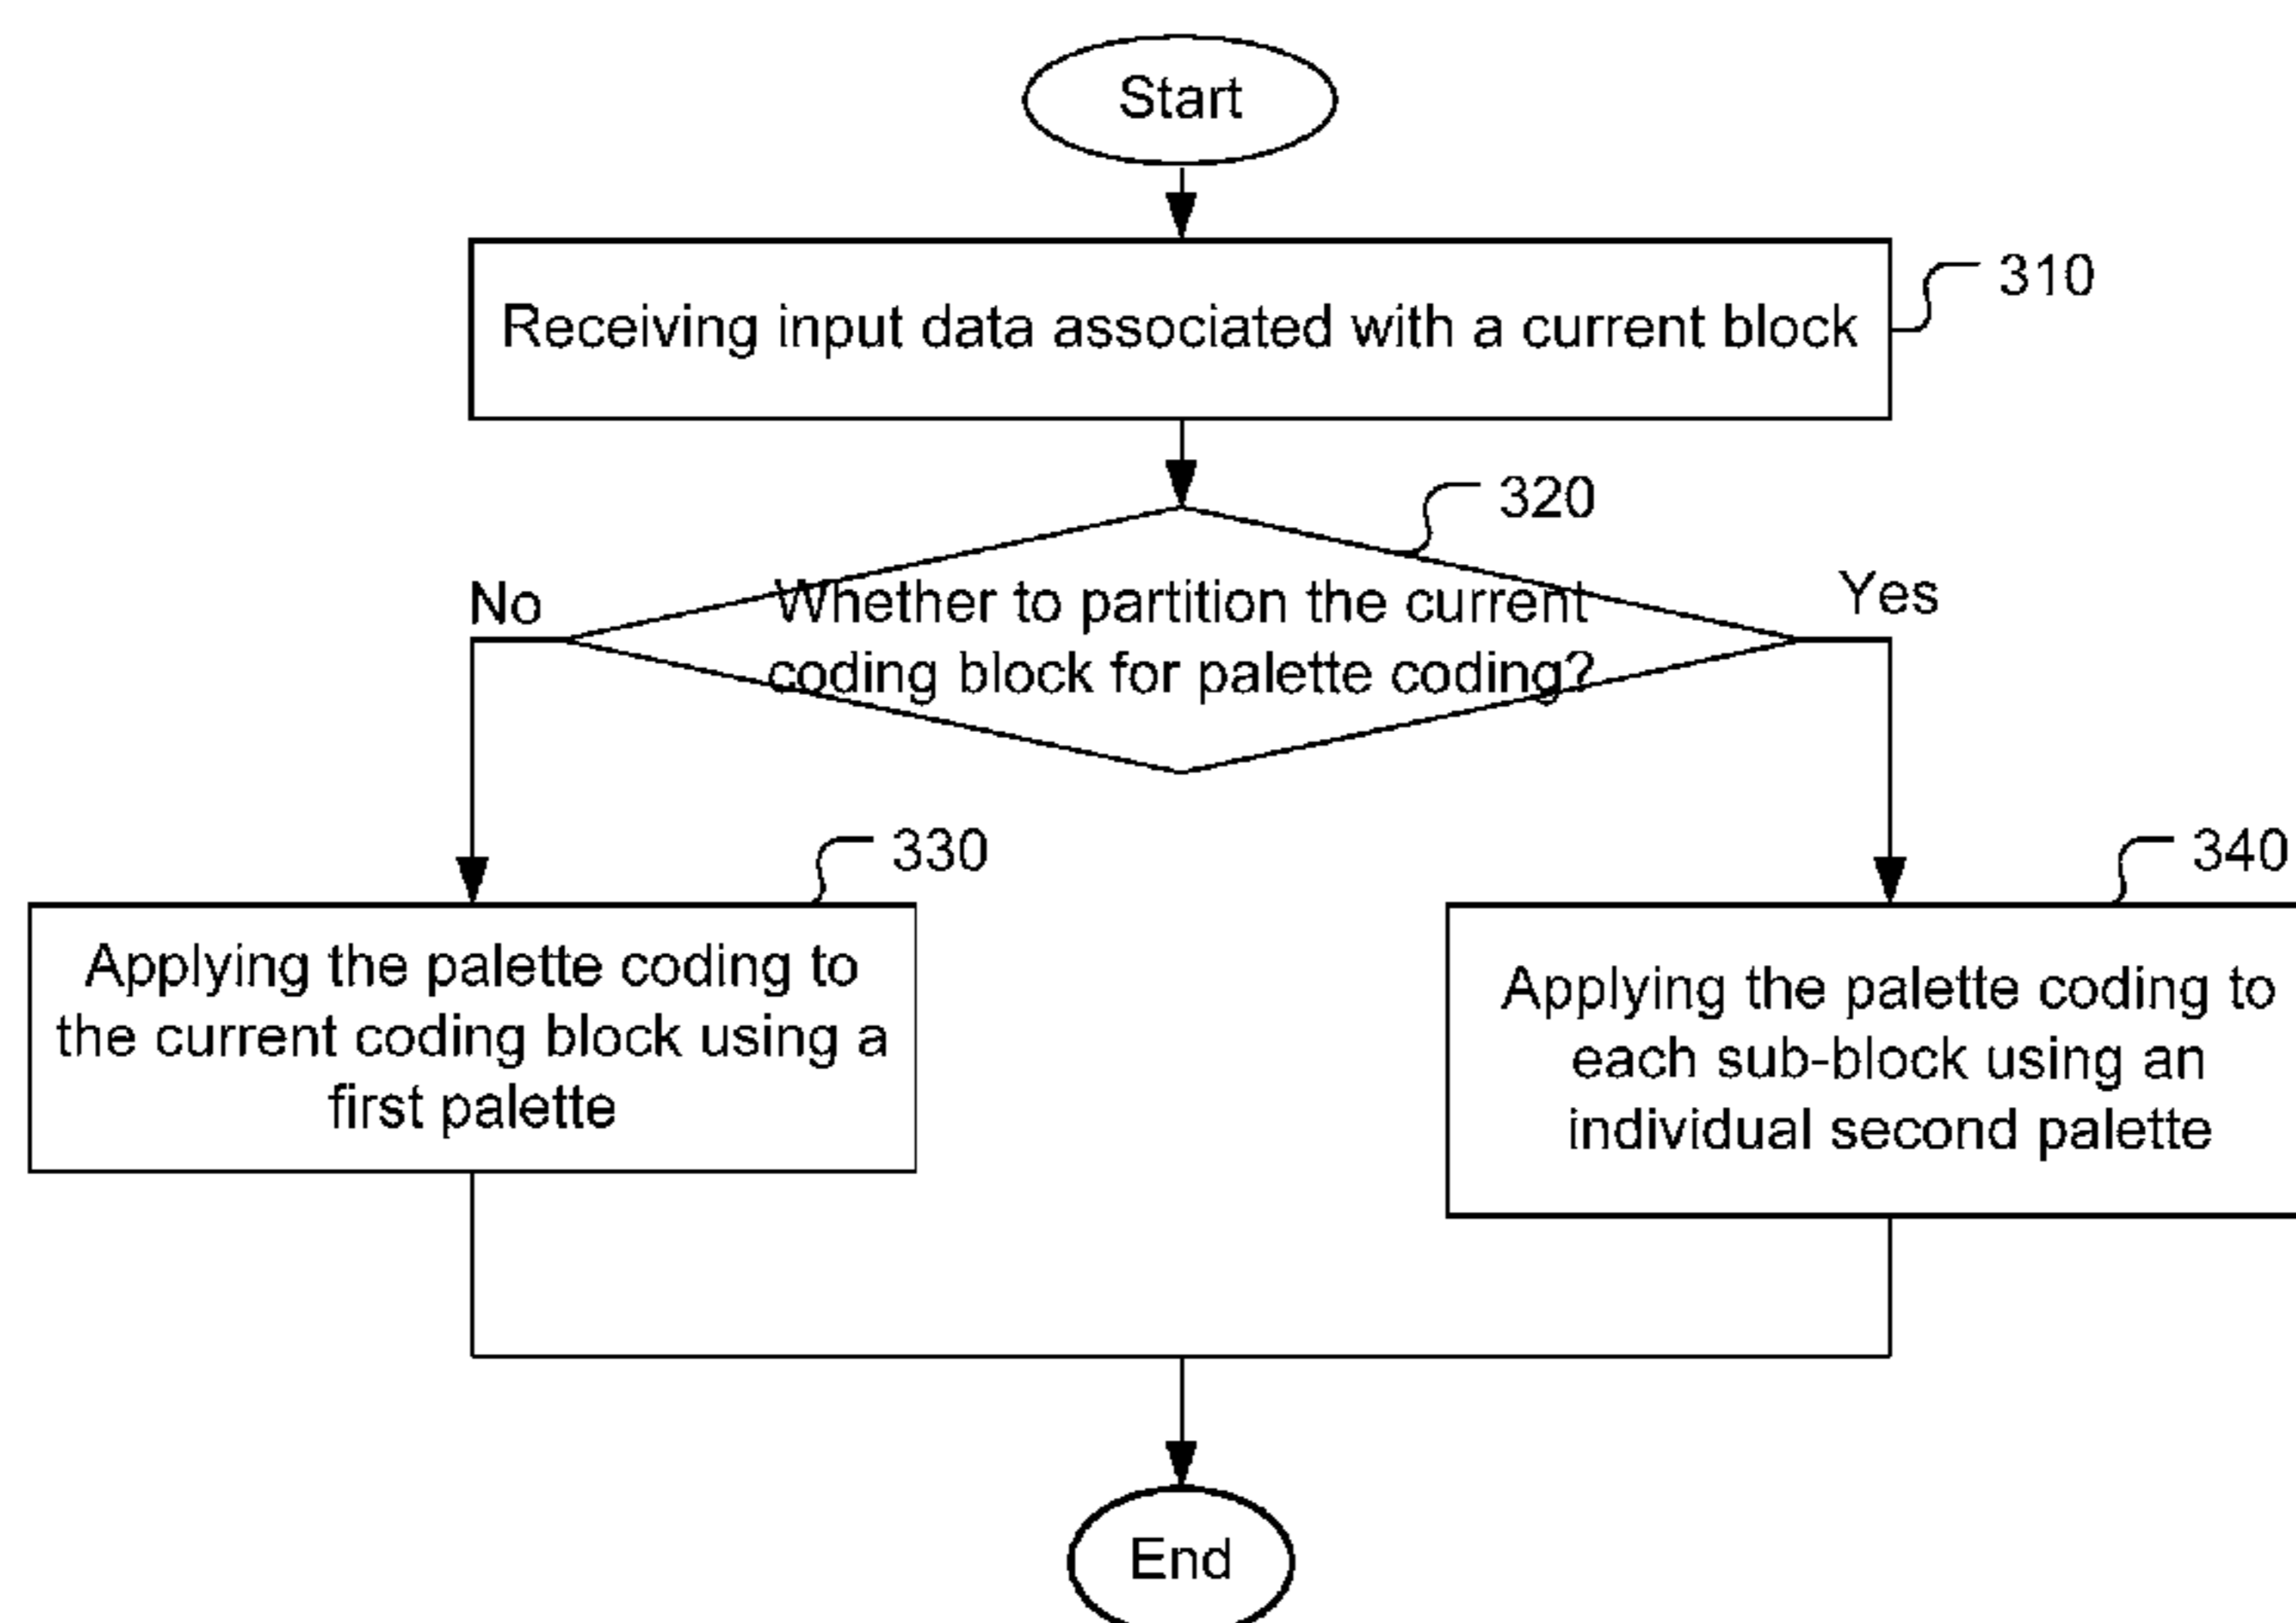 Start
Receiving input data associated with a current block
310
320
Whether to partition the current
coding block for palette coding?
No
Yes
330
Applying the palette coding to
the current coding block using a
first palette
340
Applying the palette coding to
each sub-block using an
individual second palette
End